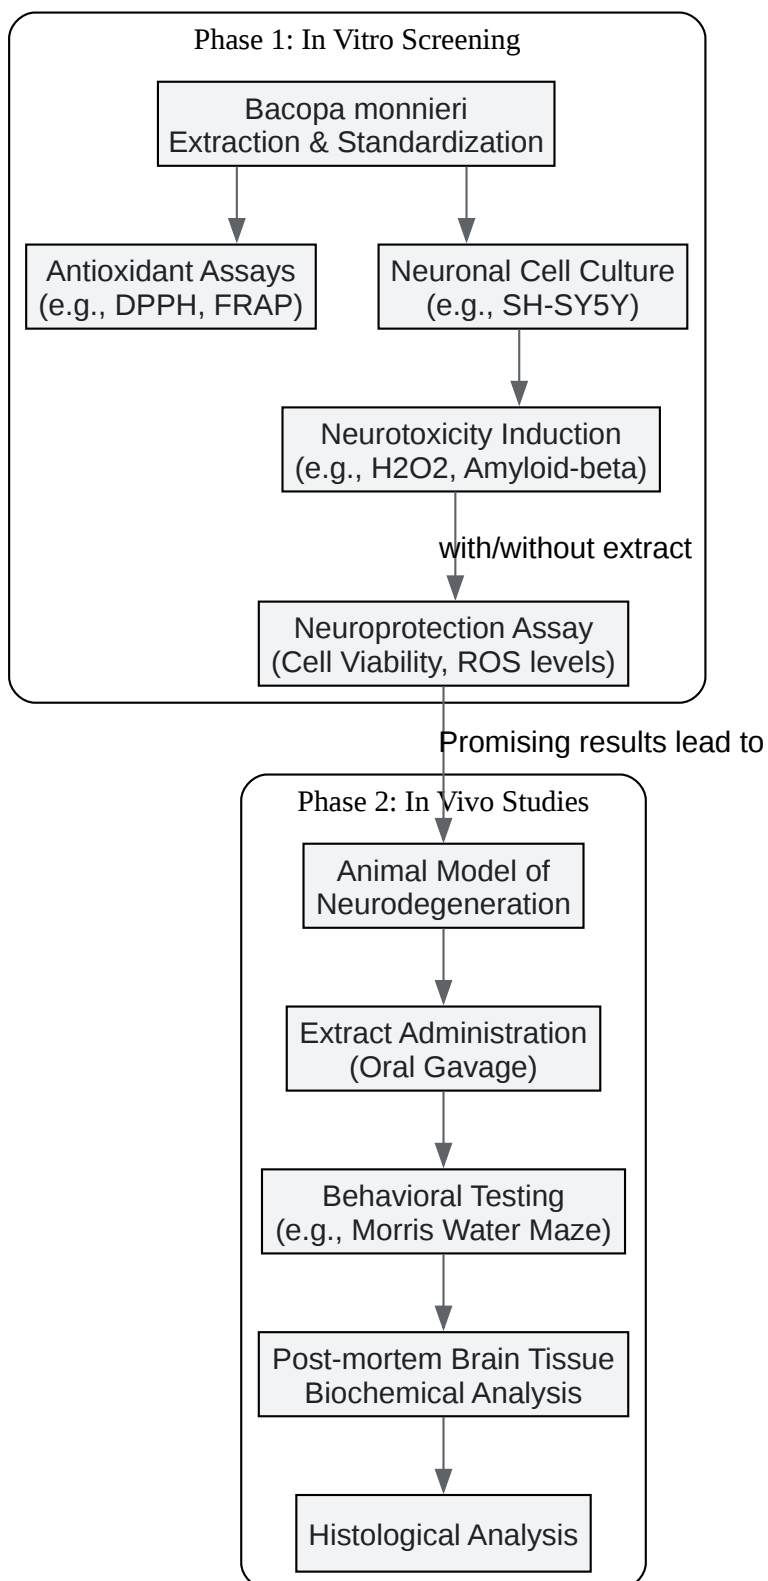 Phase 1: In Vitro Screening
Bacopa monnieri
Extraction & Standardization
Antioxidant Assays
(e.g., DPPH, FRAP)
Neuronal Cell Culture
(e.g., SH-SY5Y)
Neurotoxicity Induction
(e.g., H2O2, Amyloid-beta)
with/without extract
Neuroprotection Assay
(Cell Viability, ROS levels)
Promising results lead to
Phase 2: In Vivo Studies
Animal Model of
Neurodegeneration
Extract Administration
(Oral Gavage)
Behavioral Testing
(e.g., Morris Water Maze)
Post-mortem Brain Tissue
Biochemical Analysis
Histological Analysis